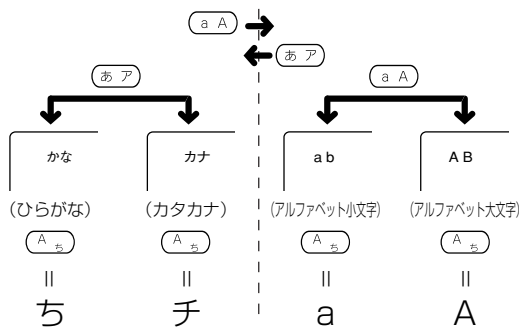 a A
あ ア
あ ア
a A
かな
カナ
a b
A B
(ひらがな)
(カタカナ)
(アルファベット小文字)
(アルファベット大文字)
A ち
A ち
A ち
A ち
= = = =
ち
チ
a
A